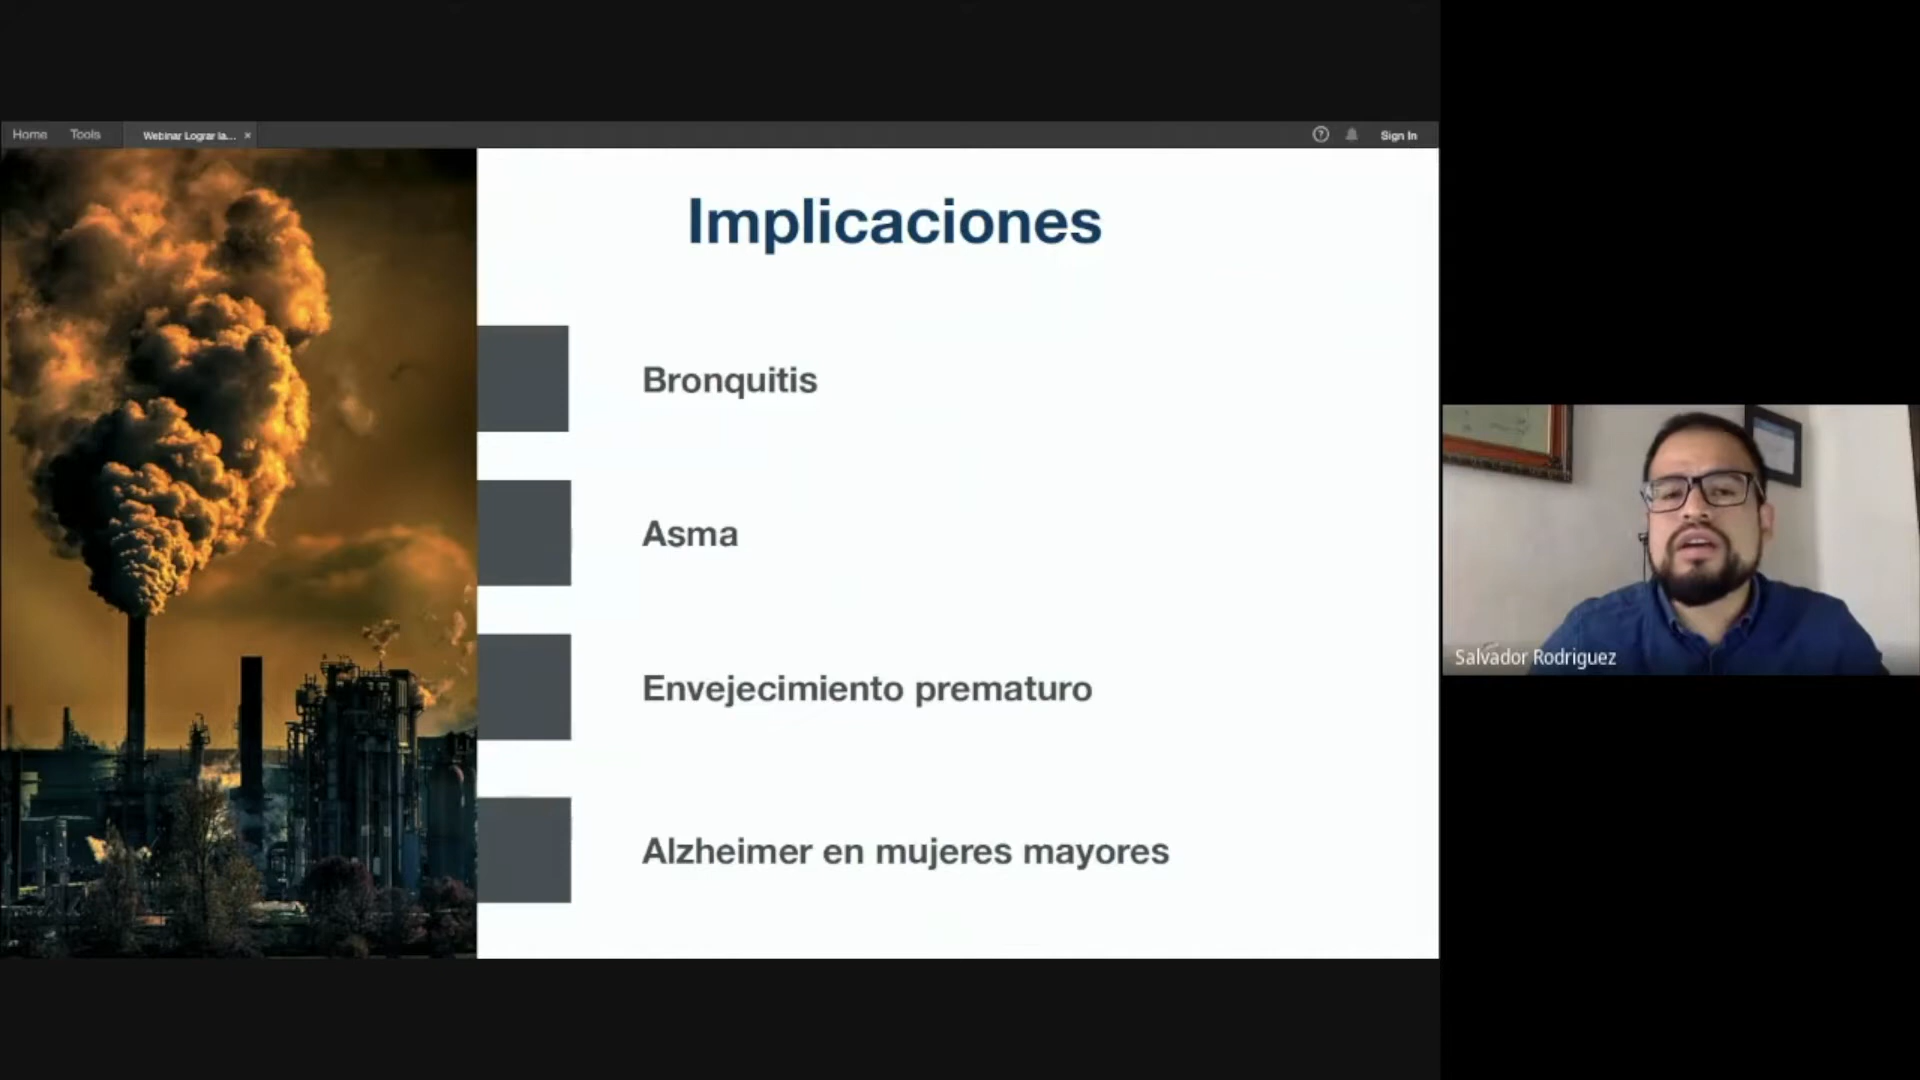 Home Tools Webinar Lograr la... × ? Sign In
Implicaciones
Bronquitis
Asma
Envejecimiento prematuro
Alzheimer en mujeres mayores
Salvador Rodriguez